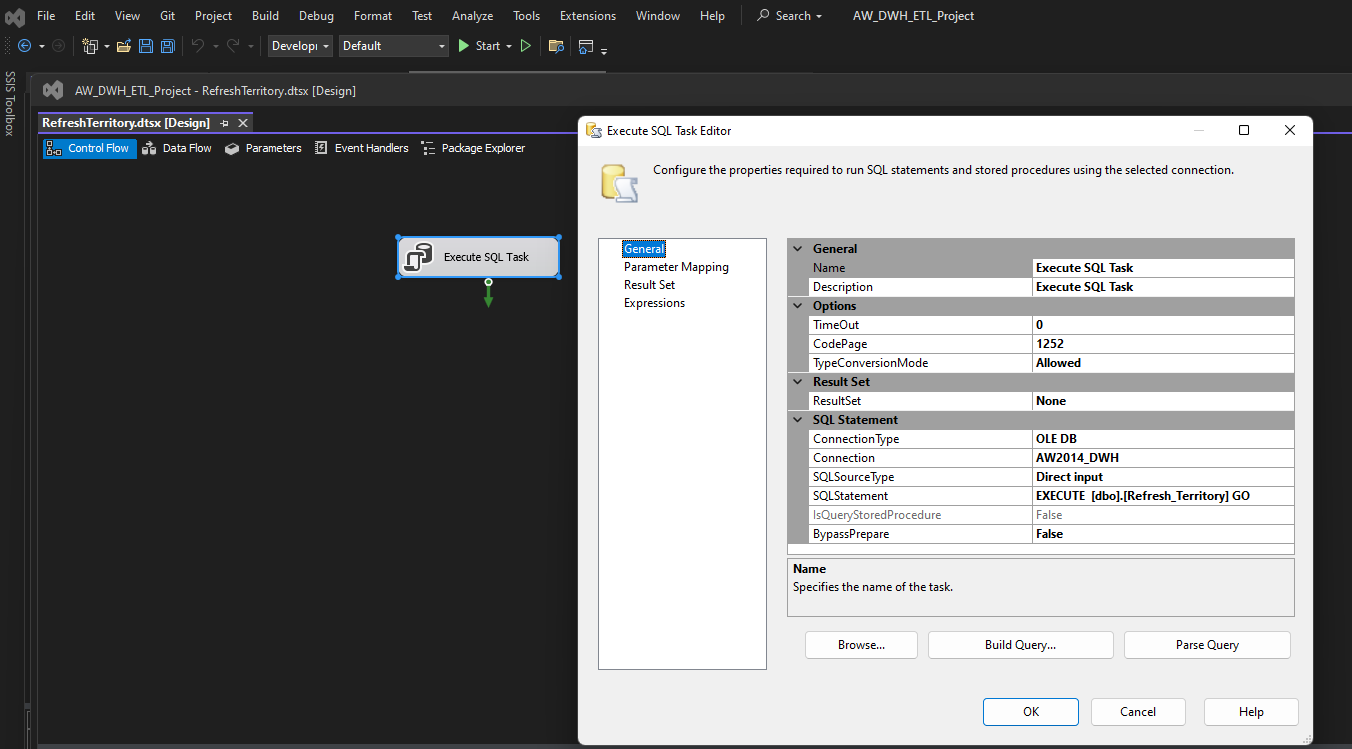 File Edit View Git Project Build Debug Format Test Analyze Tools Extensions Window Help Search AW_DWH_ETL_Project
Develop Default Start
SSIS Toolbox
AW_DWH_ETL_Project - RefreshTerritory.dtsx [Design]
RefreshTerritory.dtsx [Design]
Control Flow Data Flow Parameters Event Handlers Package Explorer
Execute SQL Task
Execute SQL Task Editor
Configure the properties required to run SQL statements and stored procedures using the selected connection.
General
Parameter Mapping
Result Set
Expressions
General
Name Execute SQL Task
Description Execute SQL Task
Options
TimeOut 0
CodePage 1252
TypeConversionMode Allowed
Result Set
ResultSet None
SQL Statement
ConnectionType OLE DB
Connection AW2014_DWH
SQLSourceType Direct input
SQLStatement EXECUTE [dbo].[Refresh_Territory] GO
IsQueryStoredProcedure False
BypassPrepare False
Name
Specifies the name of the task.
Browse... Build Query... Parse Query
OK Cancel Help